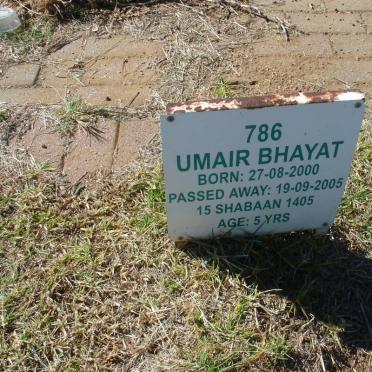 786
UMAIR BHAYAT
BORN: 27-08-2000
PASSED AWAY: 19-09-2005
15 SHABAAN 1405
AGE: 5 YRS